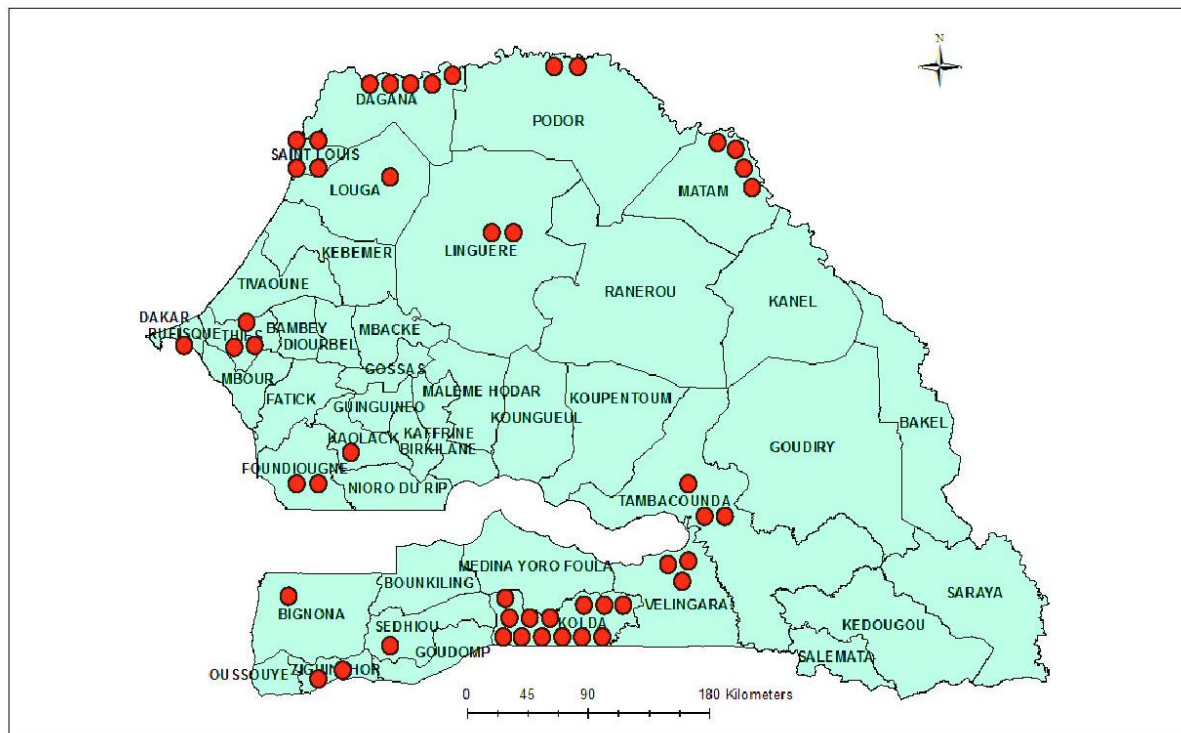 N
DAGANA
PODOR
SAINT LOUIS
LOUGA
MATAM
LINGUERE
KEBEMER
TIVAOUNE
RANEROU
KANEL
DAKAR
RUFISQUE
THIES
BAMBEY
MBACKE
DIOURBEL
GOSSAS
MBOUR
MALEME HODAR
KOUPENTOUM
FATICK
GUINGUINEO
KOUNGUEUL
BAKEL
KAOLACK
KAFFRINE
BIRKILANE
GOUDIRY
FOUNDIOUGNE
NIORO DU RIP
TAMBACOUNDA
MEDINA YORO FOULA
BOUNKILING
SARAYA
BIGNONA
VELINGARA
SEDHIOU
KOLDA
KEDOUGOU
GOUDOMP
SALEMATA
OUSSOUYE
ZIGUINCHOR
0 45 90 180 Kilometers